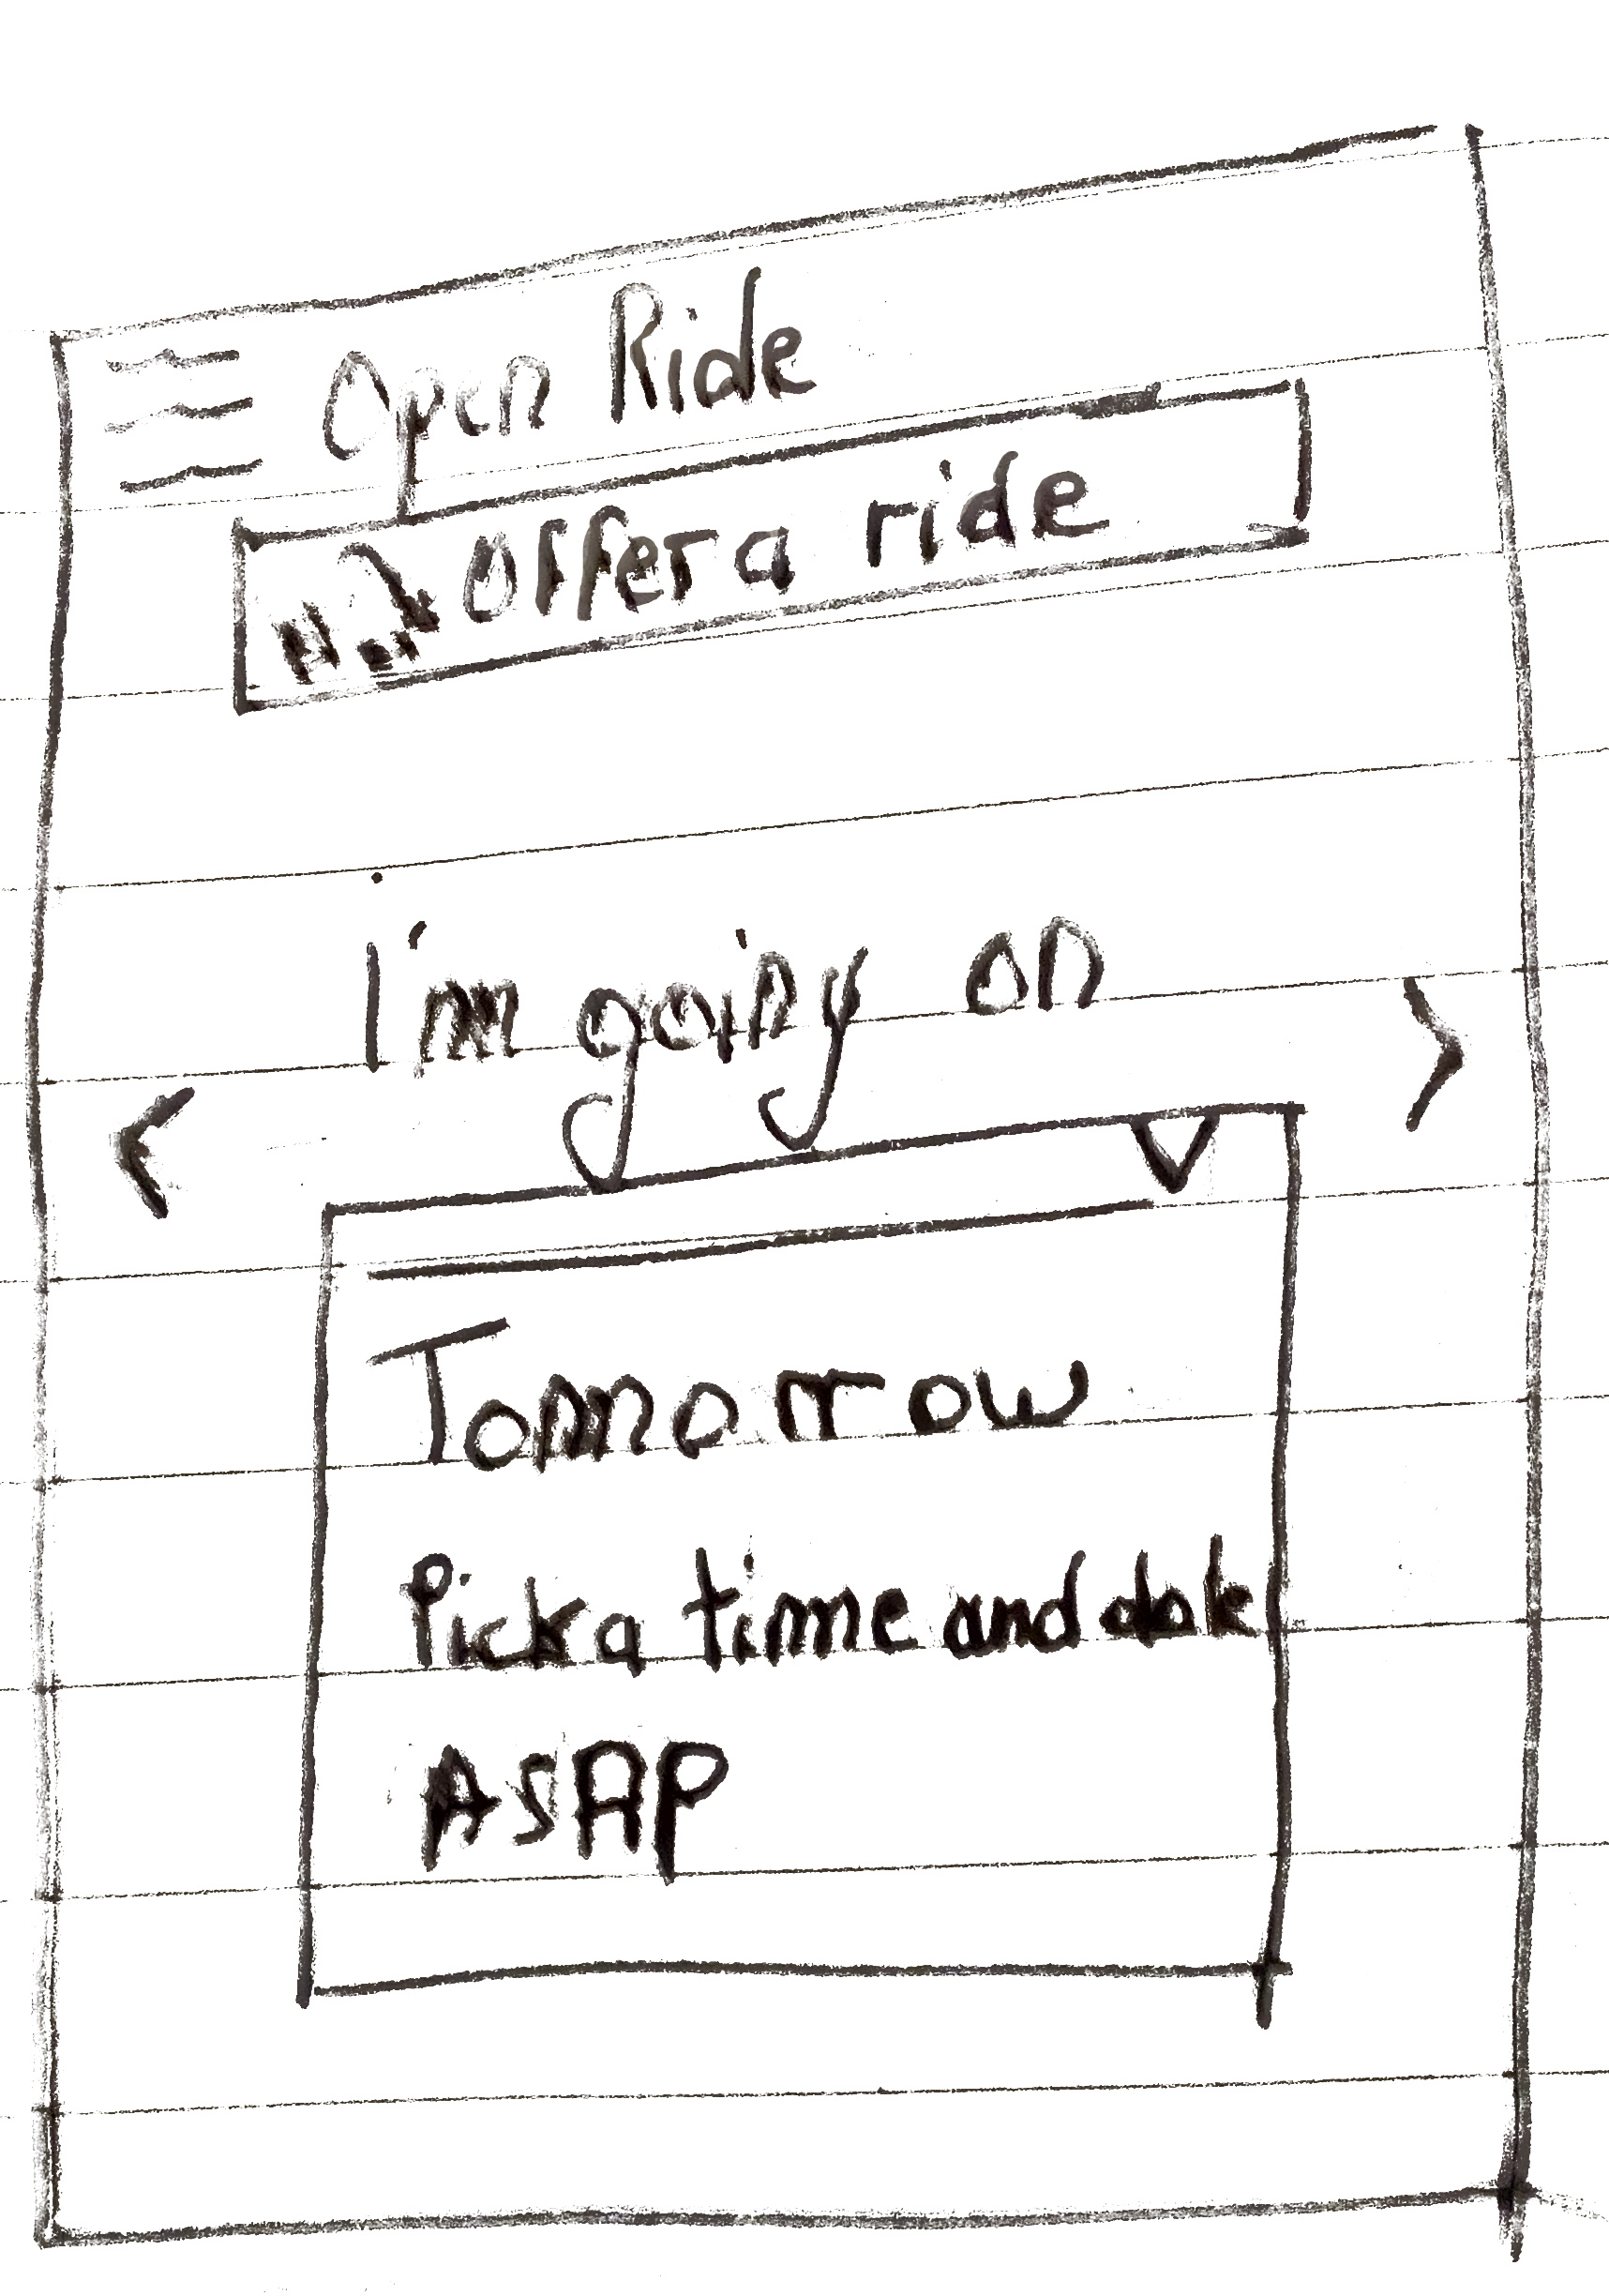 Open Ride
Offer a ride
I'm going on
Tomorrow
Pick a time and date
ASAP